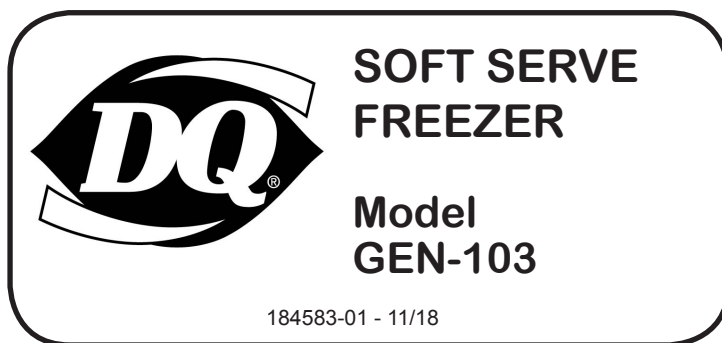 DQ®
SOFT SERVE
FREEZER
Model
GEN-103
184583-01 - 11/18